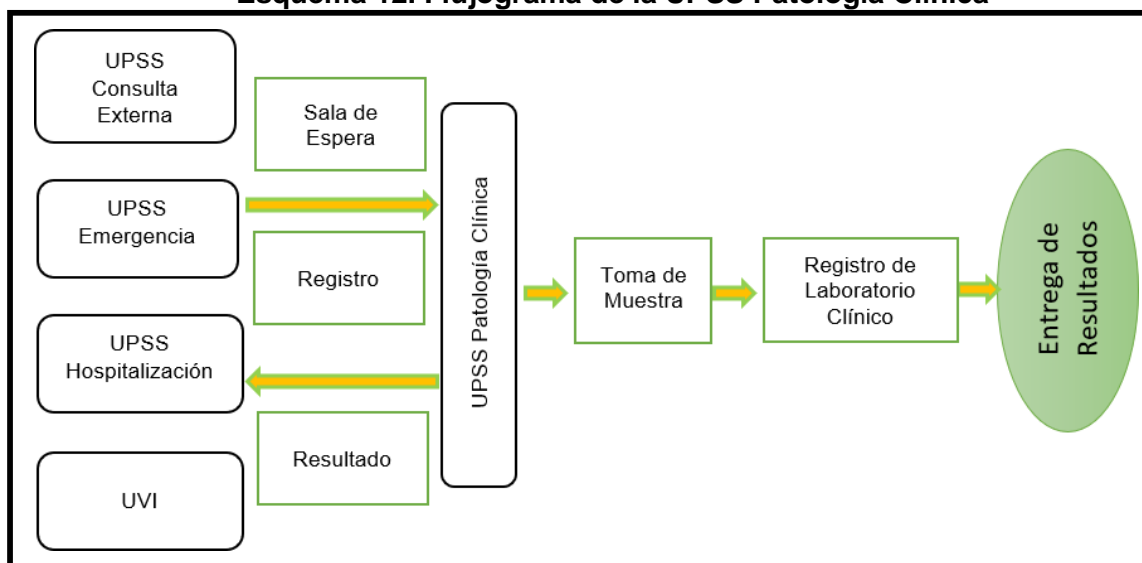 Esquema 12. Flujograma de la UPSS Patología Clínica
UPSS
Consulta
Externa
UPSS
Emergencia
UPSS
Hospitalización
UVI
Sala de
Espera
Registro
Resultado
UPSS Patología Clínica
Toma de
Muestra
Registro de
Laboratorio
Clínico
Entrega de
Resultados